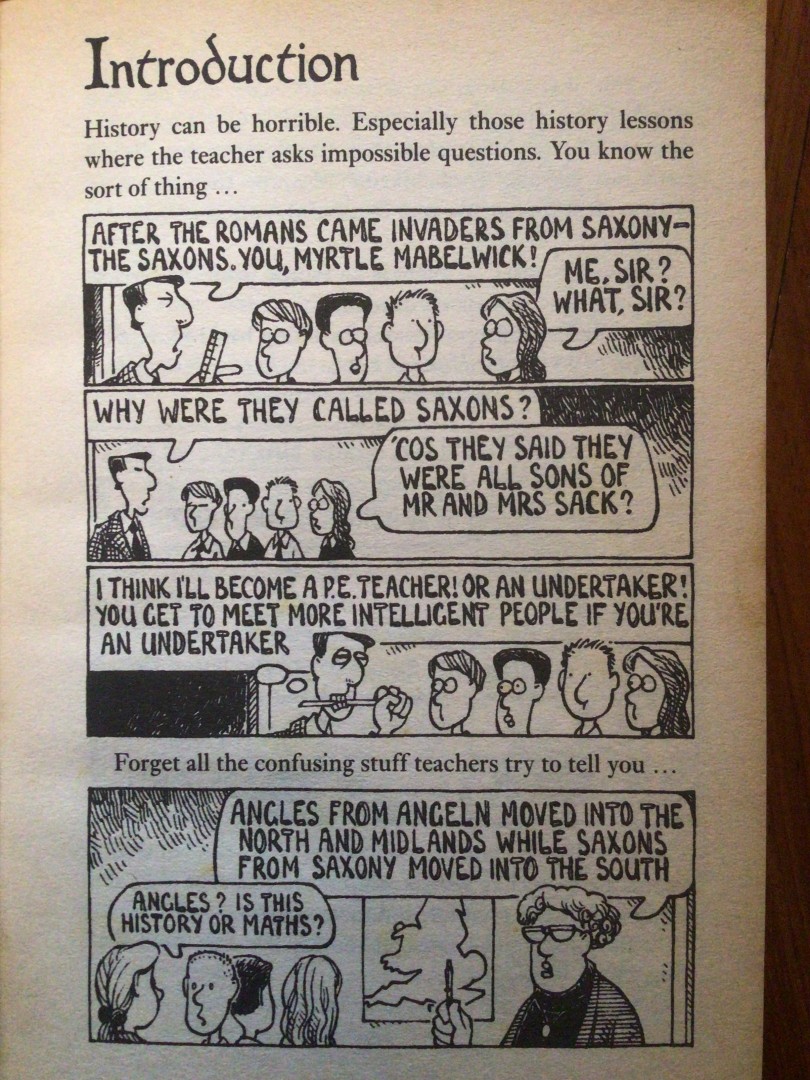 Introduction
History can be horrible. Especially those history lessons
where the teacher asks impossible questions. You know the
sort of thing …
AFTER THE ROMANS CAME INVADERS FROM SAXONY–
THE SAXONS. YOU, MYRTLE MABELWICK!
ME, SIR?
WHAT, SIR?
WHY WERE THEY CALLED SAXONS?
'COS THEY SAID THEY
WERE ALL SONS OF
MR AND MRS SACK?
I THINK I'LL BECOME A P.E. TEACHER! OR AN UNDERTAKER!
YOU GET TO MEET MORE INTELLIGENT PEOPLE IF YOU'RE
AN UNDERTAKER
Forget all the confusing stuff teachers try to tell you …
ANGLES FROM ANGELN MOVED INTO THE
NORTH AND MIDLANDS WHILE SAXONS
FROM SAXONY MOVED INTO THE SOUTH
ANGLES? IS THIS
HISTORY OR MATHS?